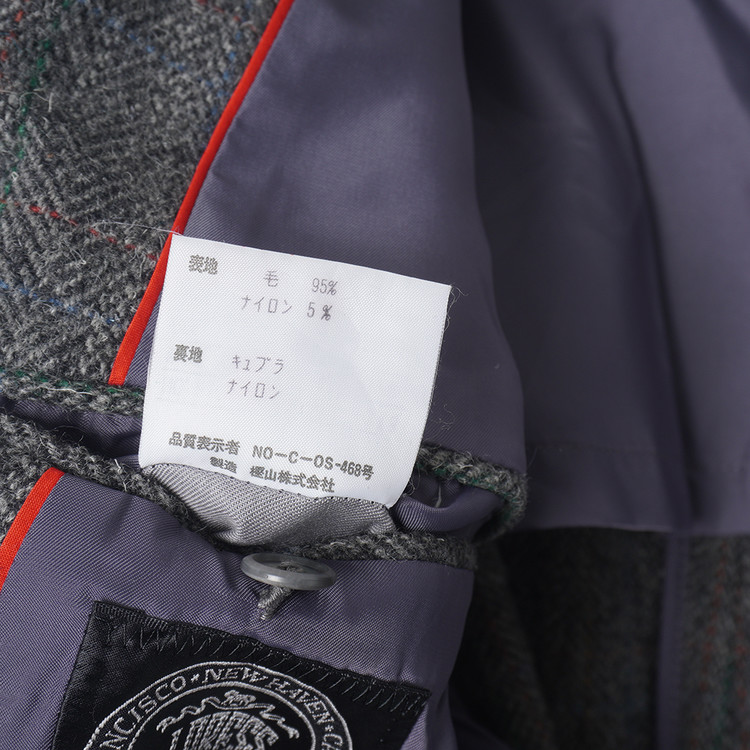 表地 毛 95%
ナイロン 5%
裏地 キュプラ
ナイロン
品質表示者 NO-C-OS-468号
製造 樫山株式会社
NEW HAVEN